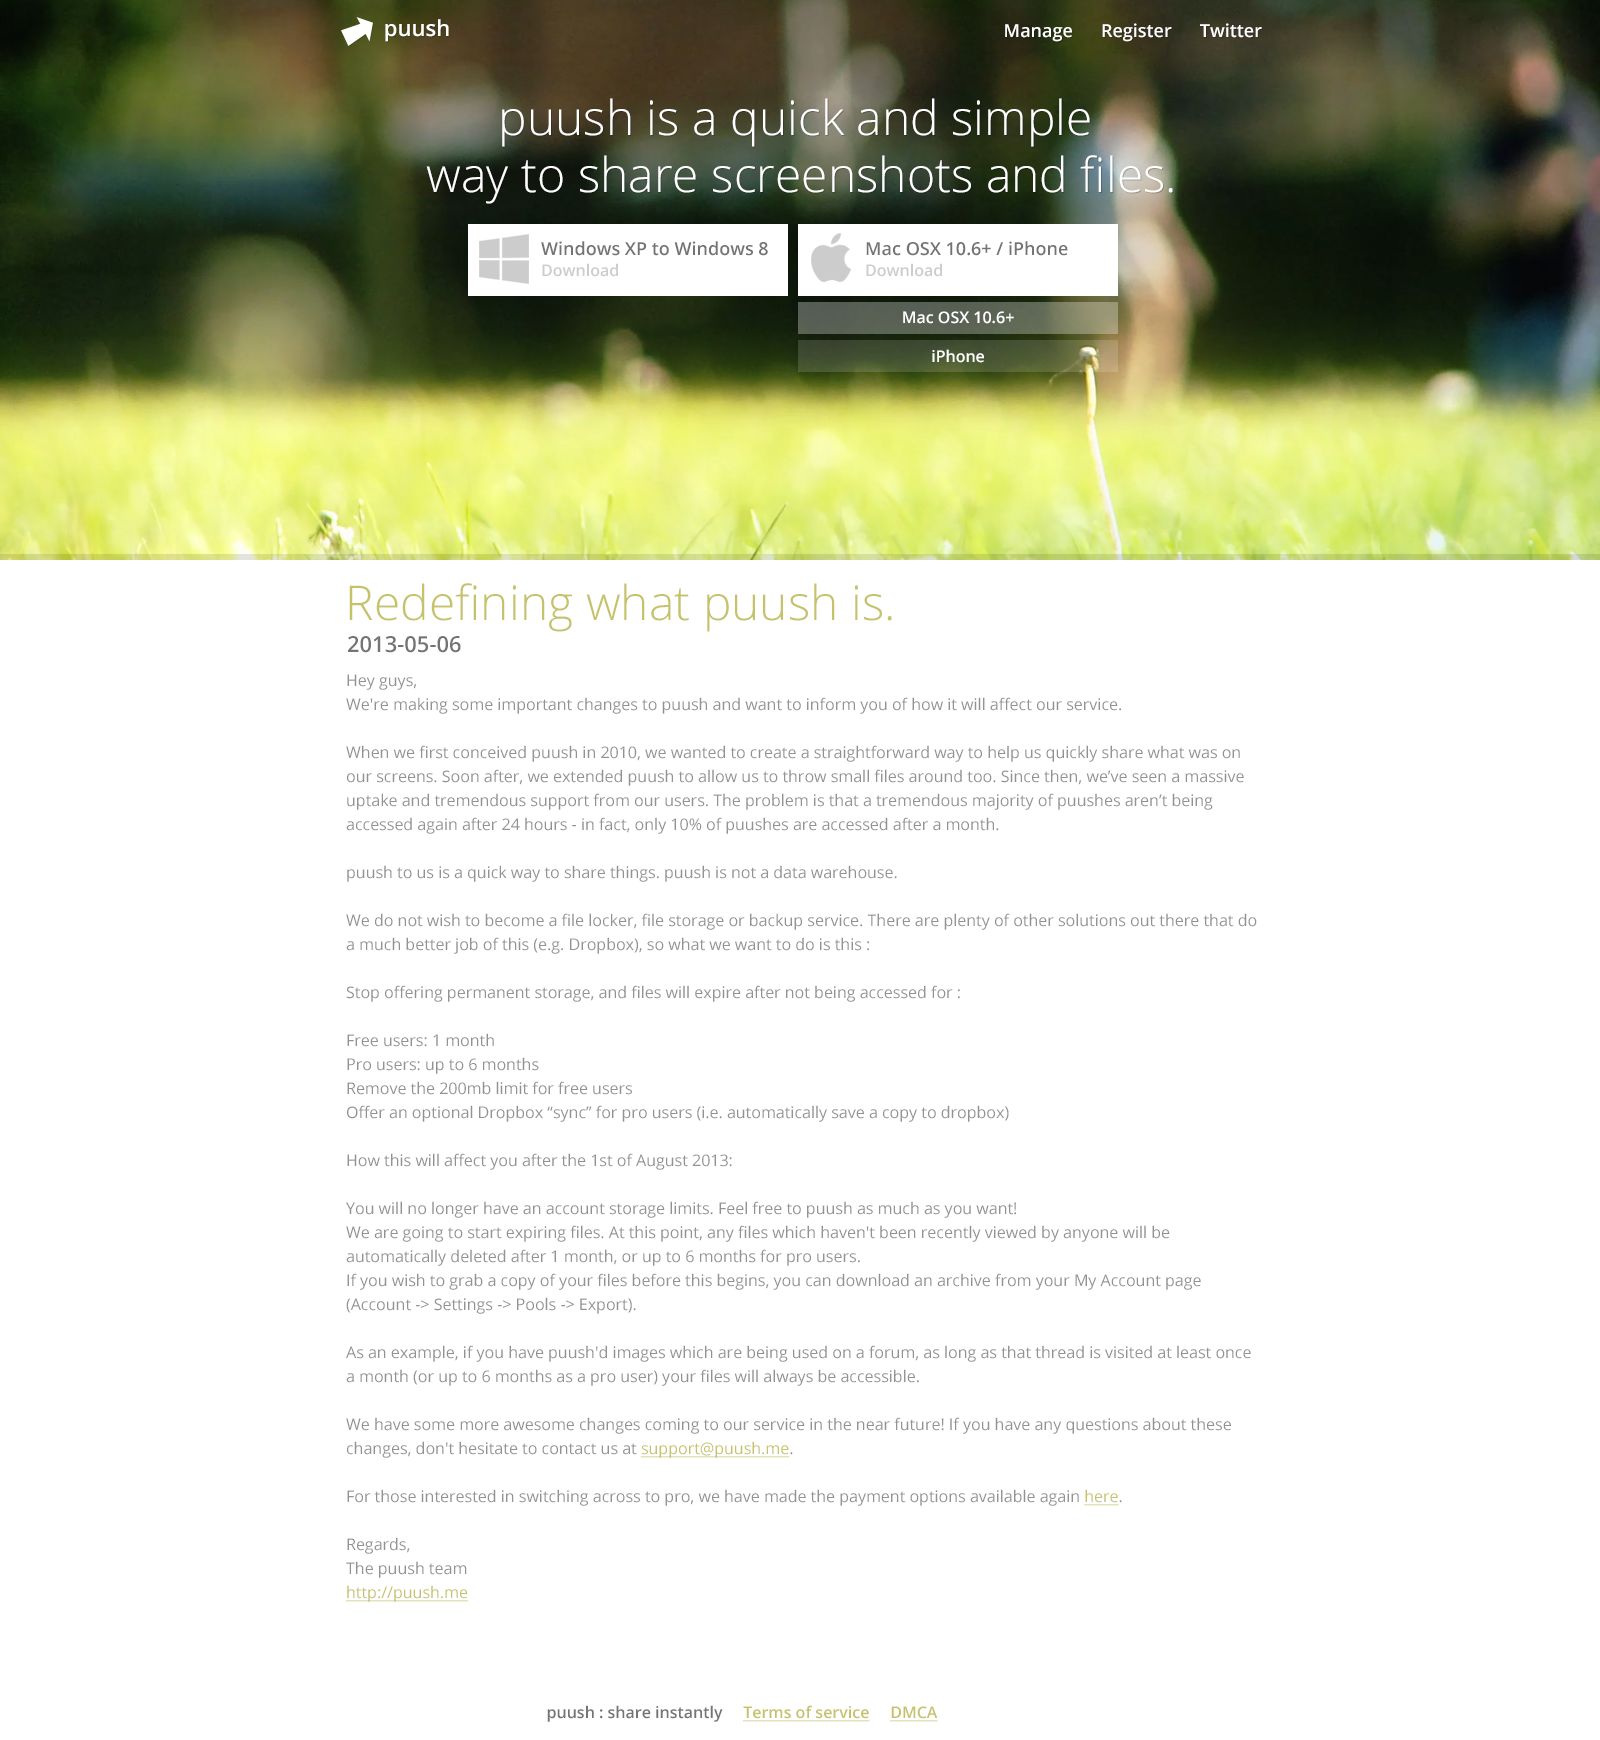 puush
Manage Register Twitter
puush is a quick and simple
way to share screenshots and files.
Windows XP to Windows 8
Download
Mac OSX 10.6+ / iPhone
Download
Mac OSX 10.6+
iPhone
Redefining what puush is.
2013-05-06
Hey guys,
We're making some important changes to puush and want to inform you of how it will affect our service.
When we first conceived puush in 2010, we wanted to create a straightforward way to help us quickly share what was on
our screens. Soon after, we extended puush to allow us to throw small files around too. Since then, we’ve seen a massive
uptake and tremendous support from our users. The problem is that a tremendous majority of puushes aren’t being
accessed again after 24 hours - in fact, only 10% of puushes are accessed after a month.
puush to us is a quick way to share things. puush is not a data warehouse.
We do not wish to become a file locker, file storage or backup service. There are plenty of other solutions out there that do
a much better job of this (e.g. Dropbox), so what we want to do is this :
Stop offering permanent storage, and files will expire after not being accessed for :
Free users: 1 month
Pro users: up to 6 months
Remove the 200mb limit for free users
Offer an optional Dropbox “sync” for pro users (i.e. automatically save a copy to dropbox)
How this will affect you after the 1st of August 2013:
You will no longer have an account storage limits. Feel free to puush as much as you want!
We are going to start expiring files. At this point, any files which haven't been recently viewed by anyone will be
automatically deleted after 1 month, or up to 6 months for pro users.
If you wish to grab a copy of your files before this begins, you can download an archive from your My Account page
(Account -> Settings -> Pools -> Export).
As an example, if you have puush'd images which are being used on a forum, as long as that thread is visited at least once
a month (or up to 6 months as a pro user) your files will always be accessible.
We have some more awesome changes coming to our service in the near future! If you have any questions about these
changes, don't hesitate to contact us at support@puush.me.
For those interested in switching across to pro, we have made the payment options available again here.
Regards,
The puush team
http://puush.me
puush : share instantly Terms of service DMCA